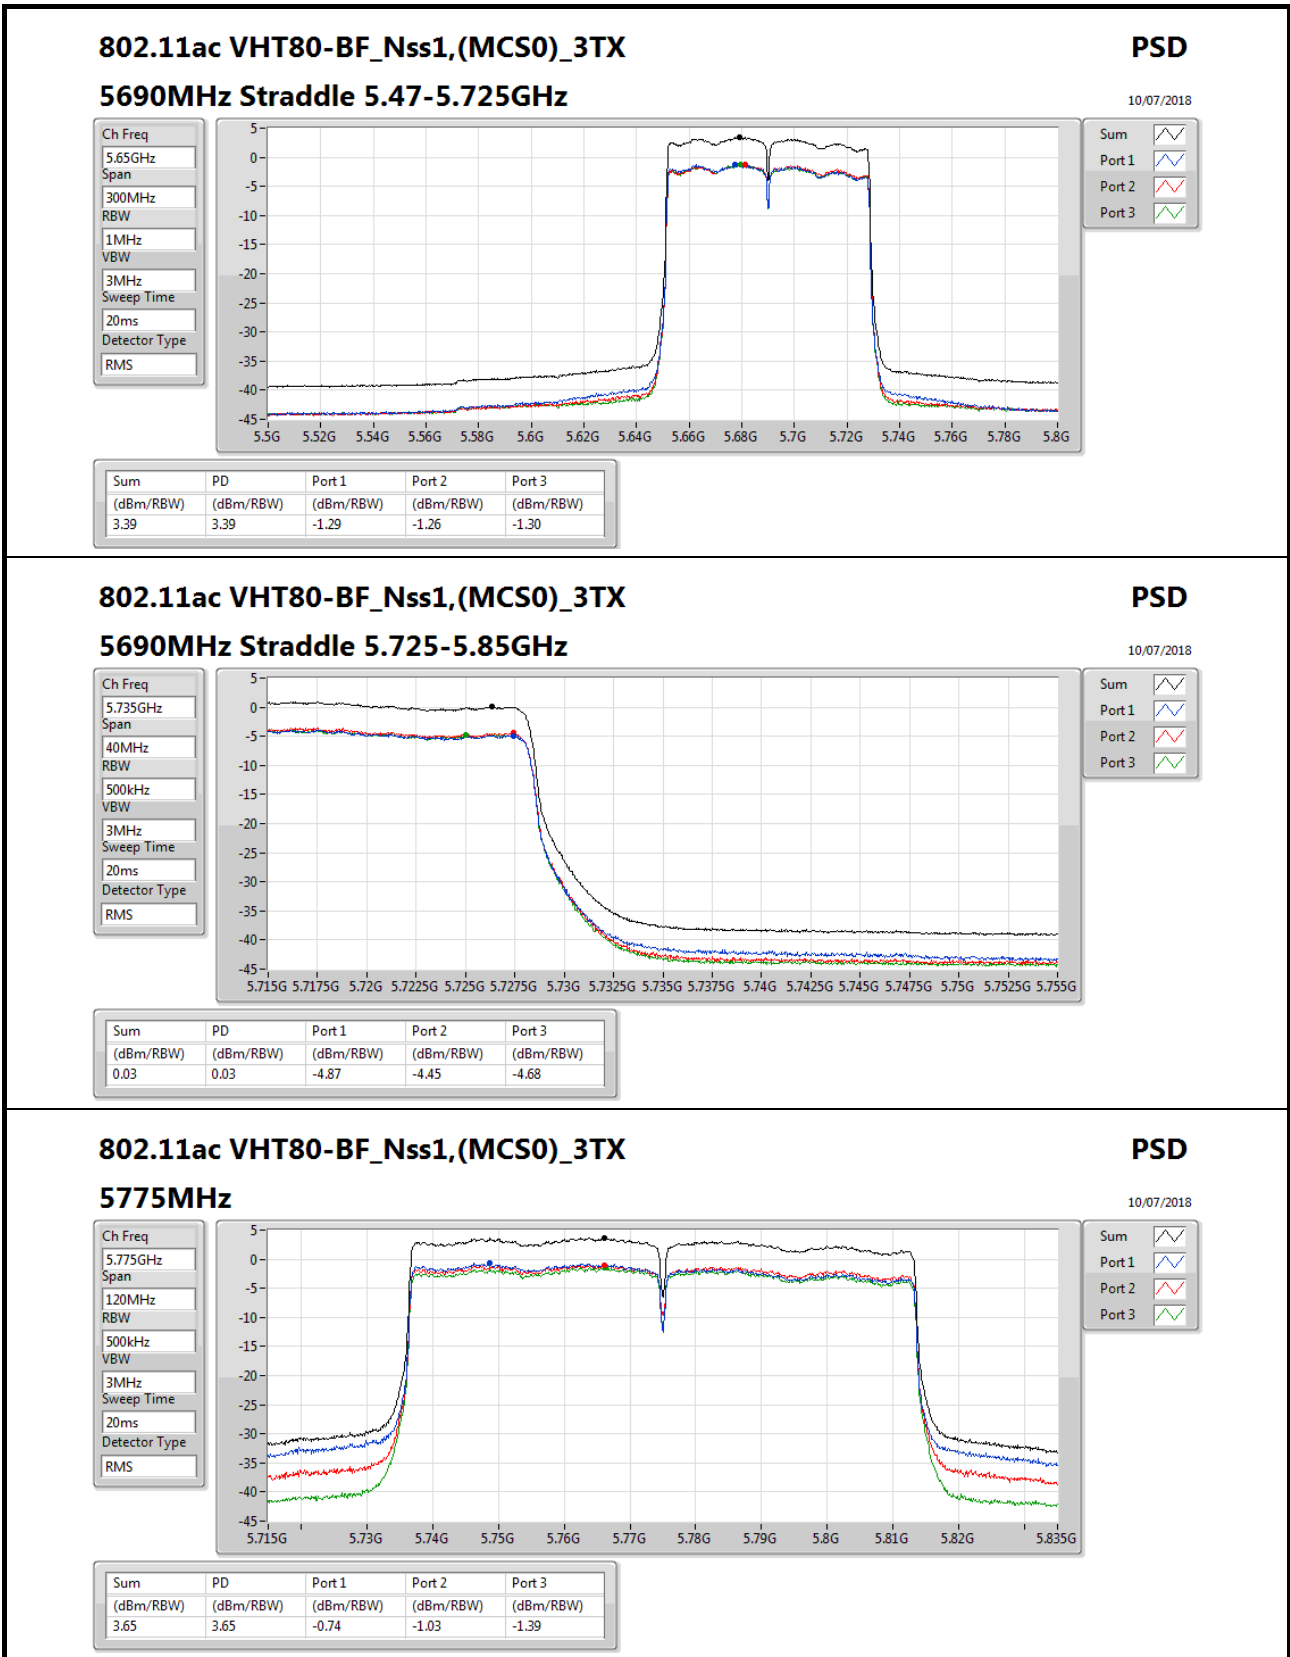 802.11ac VHT80-BF_Nss1,(MCS0)_3TX
PSD
5690MHz Straddle 5.47-5.725GHz
10/07/2018
Ch Freq
5.65GHz
Span
300MHz
RBW
1MHz
VBW
3MHz
Sweep Time
20ms
Detector Type
RMS
5
0
-5
-10
-15
-20
-25
-30
-35
-40
-45
5.5G 5.52G 5.54G 5.56G 5.58G 5.6G 5.62G 5.64G 5.66G 5.68G 5.7G 5.72G 5.74G 5.76G 5.78G 5.8G
Sum
Port 1
Port 2
Port 3
Sum PD Port 1 Port 2 Port 3
(dBm/RBW) (dBm/RBW) (dBm/RBW) (dBm/RBW) (dBm/RBW)
3.39 3.39 -1.29 -1.26 -1.30
802.11ac VHT80-BF_Nss1,(MCS0)_3TX
PSD
5690MHz Straddle 5.725-5.85GHz
10/07/2018
Ch Freq
5.735GHz
Span
40MHz
RBW
500kHz
VBW
3MHz
Sweep Time
20ms
Detector Type
RMS
5
0
-5
-10
-15
-20
-25
-30
-35
-40
-45
5.715G 5.7175G 5.72G 5.7225G 5.725G 5.7275G 5.73G 5.7325G 5.735G 5.7375G 5.74G 5.7425G 5.745G 5.7475G 5.75G 5.7525G 5.755G
Sum
Port 1
Port 2
Port 3
Sum PD Port 1 Port 2 Port 3
(dBm/RBW) (dBm/RBW) (dBm/RBW) (dBm/RBW) (dBm/RBW)
0.03 0.03 -4.87 -4.45 -4.68
802.11ac VHT80-BF_Nss1,(MCS0)_3TX
PSD
5775MHz
10/07/2018
Ch Freq
5.775GHz
Span
120MHz
RBW
500kHz
VBW
3MHz
Sweep Time
20ms
Detector Type
RMS
5
0
-5
-10
-15
-20
-25
-30
-35
-40
-45
5.715G 5.73G 5.74G 5.75G 5.76G 5.77G 5.78G 5.79G 5.8G 5.81G 5.82G 5.835G
Sum
Port 1
Port 2
Port 3
Sum PD Port 1 Port 2 Port 3
(dBm/RBW) (dBm/RBW) (dBm/RBW) (dBm/RBW) (dBm/RBW)
3.65 3.65 -0.74 -1.03 -1.39